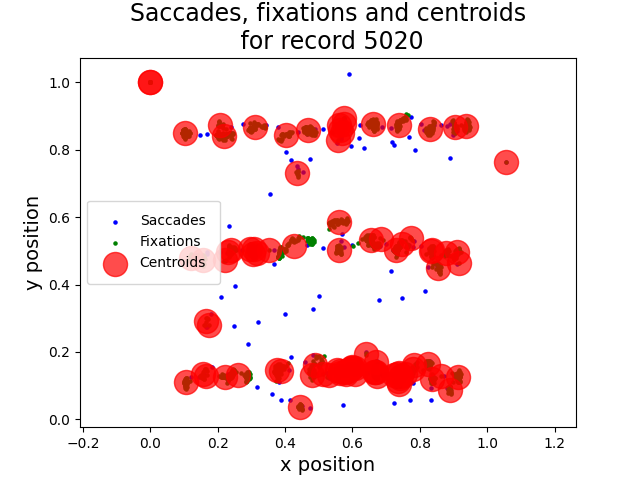 Saccades, fixations and centroids
for record 5020
1.0
0.8
0.6
0.4
0.2
0.0
y position
Saccades
Fixations
Centroids
−0.2
0.0
0.2
0.4
0.6
0.8
1.0
1.2
x position